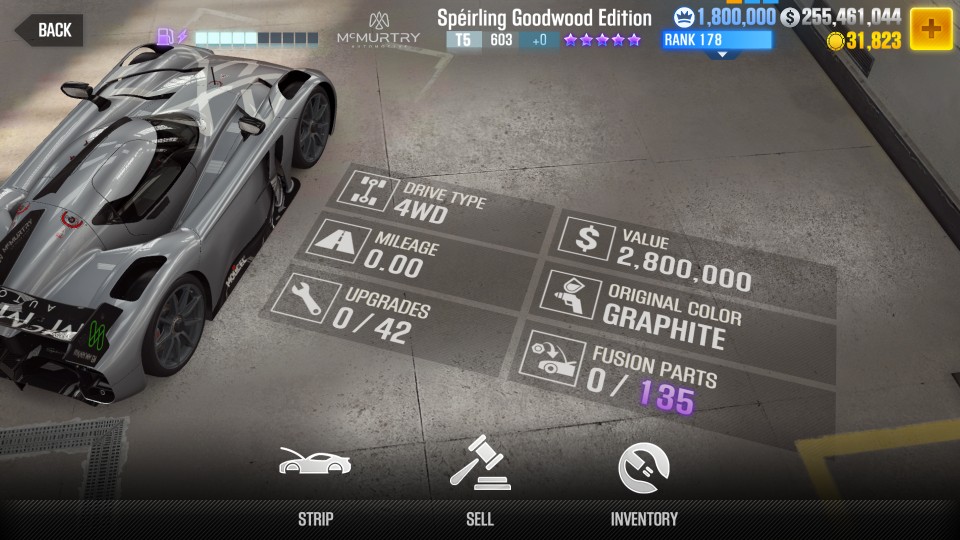 BACK
McMURTRY
AUTOMOTIVE
Spéirling Goodwood Edition
T5 603 +0
1,800,000
$ 255,461,044
RANK 178
31,823
DRIVE TYPE
4WD
MILEAGE
0.00
UPGRADES
0 / 42
$ VALUE
2,800,000
ORIGINAL COLOR
GRAPHITE
FUSION PARTS
0 / 135
McMURTRY
STRIP
SELL
INVENTORY